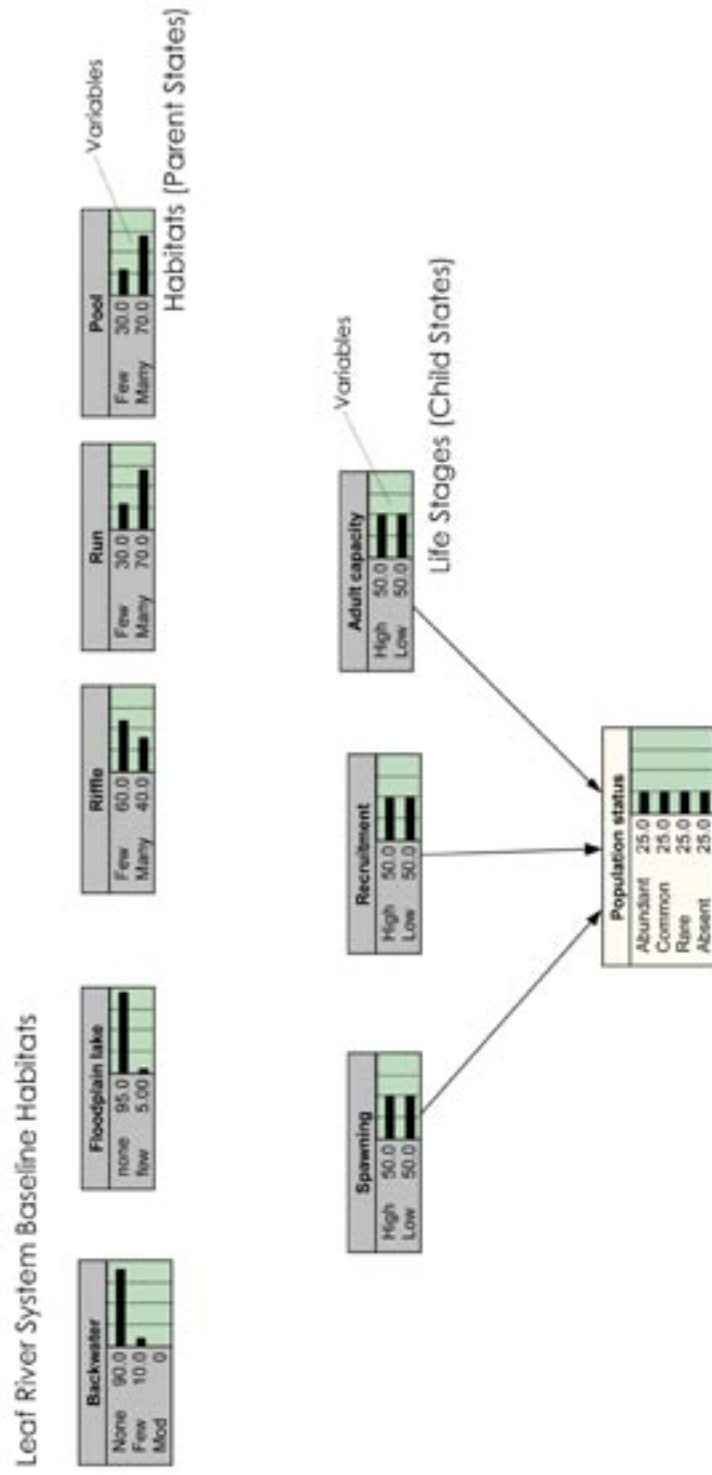 Leaf River System Baseline Habitats
Backwater
None 90.0
Few 10.0
Mod 0
Floodplain lake
none 95.0
few 5.00
Riffle
Few 60.0
Many 40.0
Run
Few 30.0
Many 70.0
Pool
Few 30.0
Many 70.0
Variables
Habitats (Parent States)
Spawning
High 50.0
Low 50.0
Recruitment
High 50.0
Low 50.0
Adult capacity
High 50.0
Low 50.0
Variables
Life Stages (Child States)
Population status
Abundant 25.0
Common 25.0
Rare 25.0
Absent 25.0